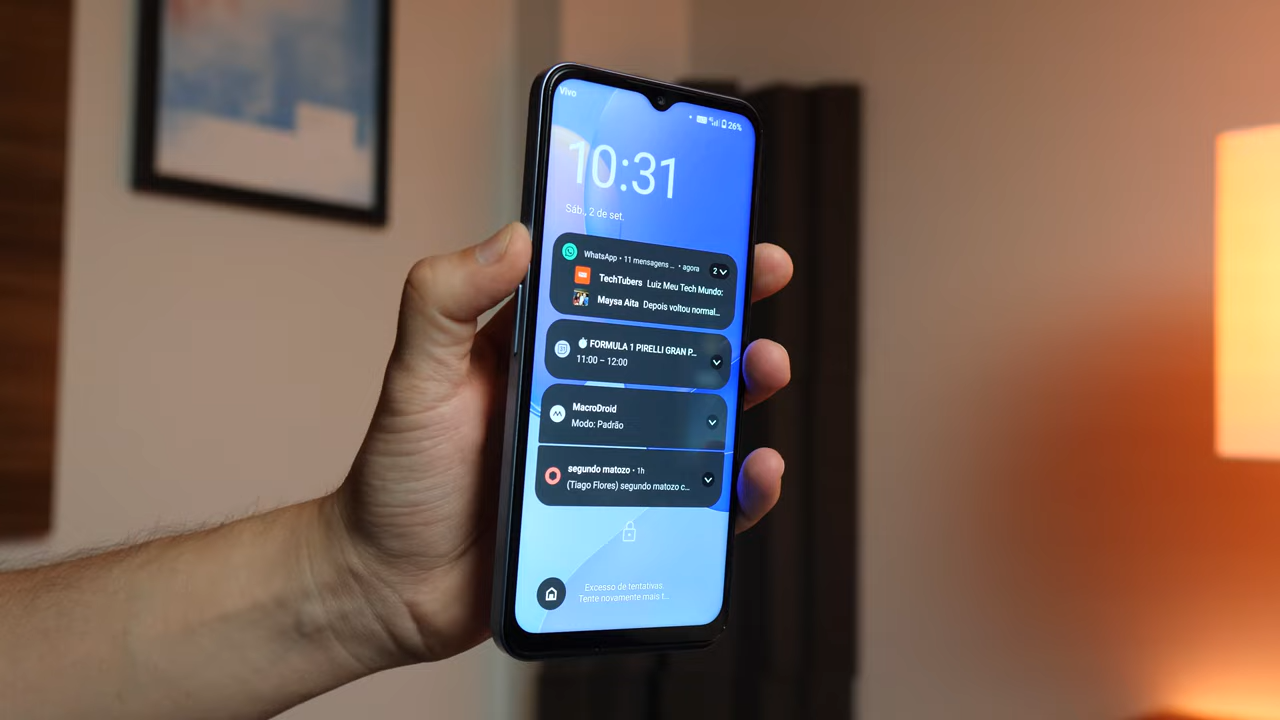 Vivo
26%
10:31
Sáb., 2 de set.
WhatsApp • 11 mensagens ... • agora
2
TechTubers Luiz Meu Tech Mundo:
Maysa Aita Depois voltou normal...
FORMULA 1 PIRELLI GRAN P...
11:00 – 12:00
MacroDroid
Modo: Padrão
segundo matozo • 1h
(Tiago Flores) segundo matozo c...
Excesso de tentativas.
Tente novamente mais t...